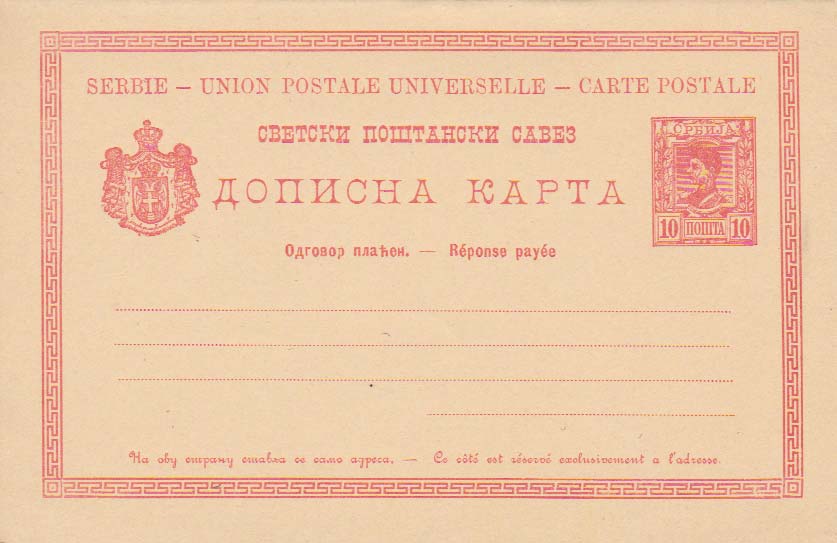 SERBIE — UNION POSTALE UNIVERSELLE — CARTE POSTALE
СВЕТСКИ ПОШТАНСКИ САВЕЗ
ДОПИСНА КАРТА
СРБИЈА
10 ПОШТА 10
Одговор плаћен. — Réponse payée
На ову страну ставља се само адреса. — Ce côté est réservé exclusivement a l'adresse.